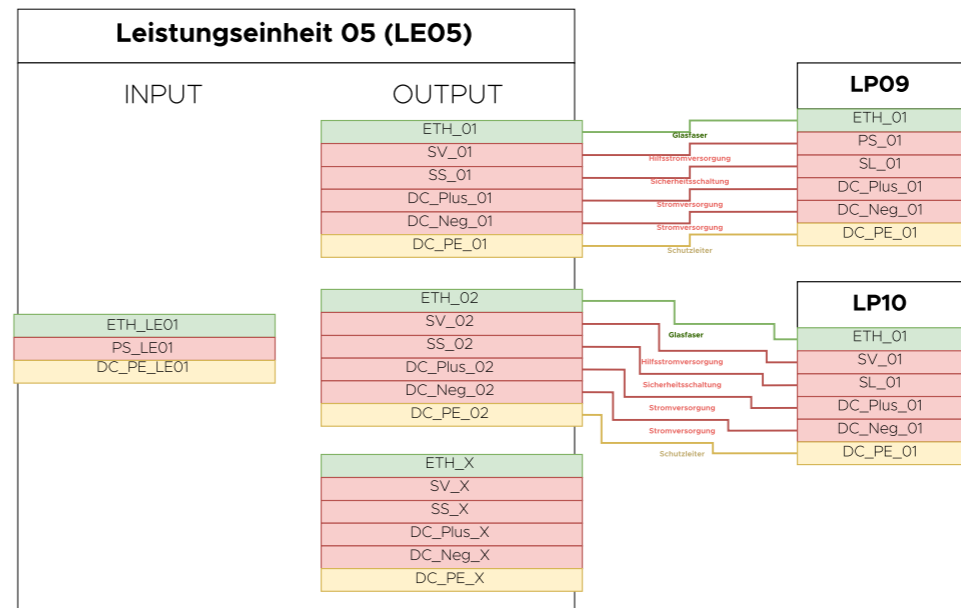 Leistungseinheit 05 (LE05)
INPUT
OUTPUT
ETH_LE01
PS_LE01
DC_PE_LE01
ETH_01
SV_01
SS_01
DC_Plus_01
DC_Neg_01
DC_PE_01
ETH_02
SV_02
SS_02
DC_Plus_02
DC_Neg_02
DC_PE_02
ETH_X
SV_X
SS_X
DC_Plus_X
DC_Neg_X
DC_PE_X
Glasfaser
Hilfsstromversorgung
Sicherheitsschaltung
Stromversorgung
Stromversorgung
Schutzleiter
Glasfaser
Hilfsstromversorgung
Sicherheitsschaltung
Stromversorgung
Stromversorgung
Schutzleiter
LP09
ETH_01
PS_01
SL_01
DC_Plus_01
DC_Neg_01
DC_PE_01
LP10
ETH_01
SV_01
SL_01
DC_Plus_01
DC_Neg_01
DC_PE_01